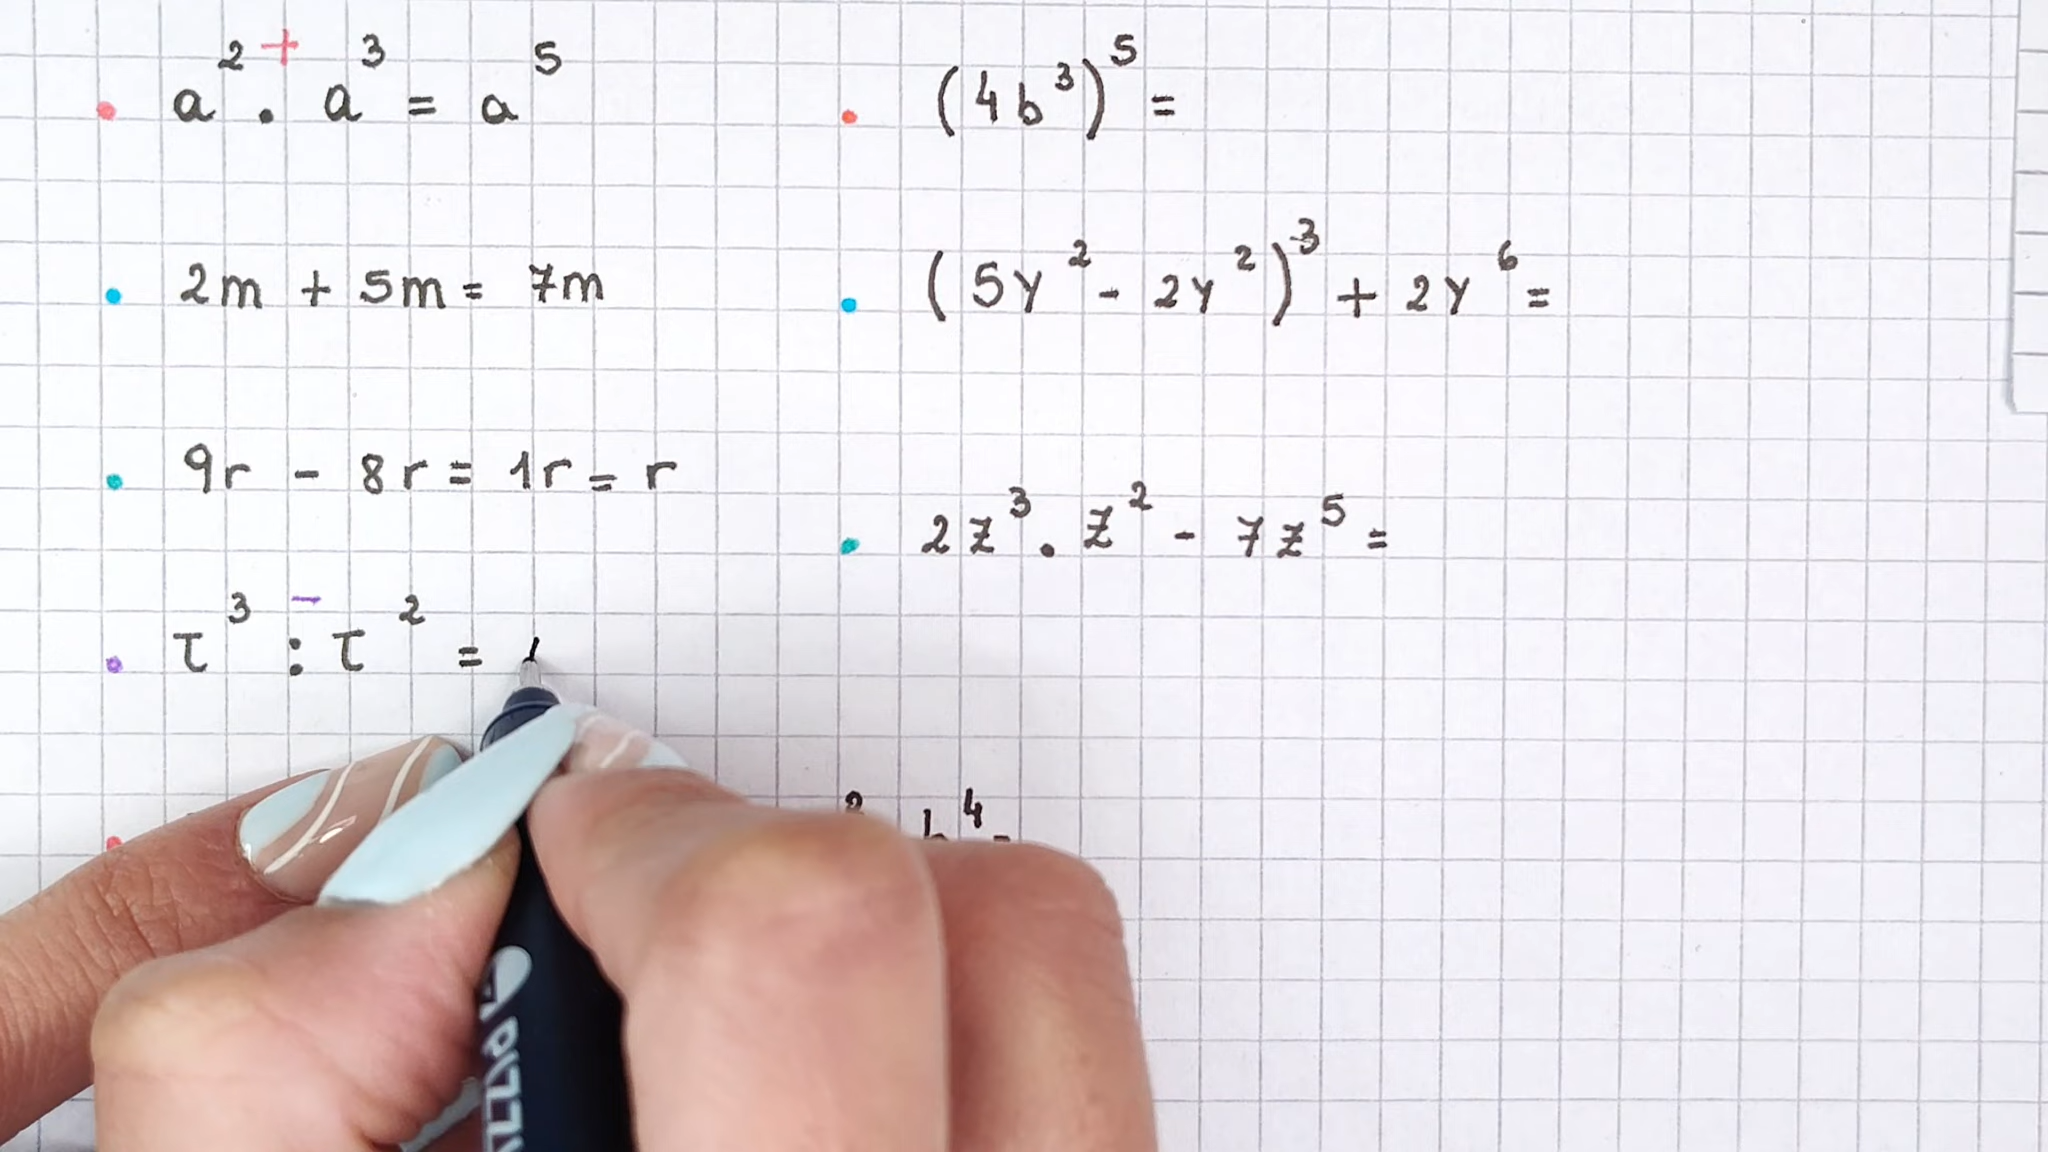 a² + a³ = a⁵
2m + 5m = 7m
9r - 8r = 1r = r
τ³ : τ² =
(4b³)⁵ =
(5y² - 2y²)³ + 2y⁶ =
2z³ . z² - 7z⁵ =